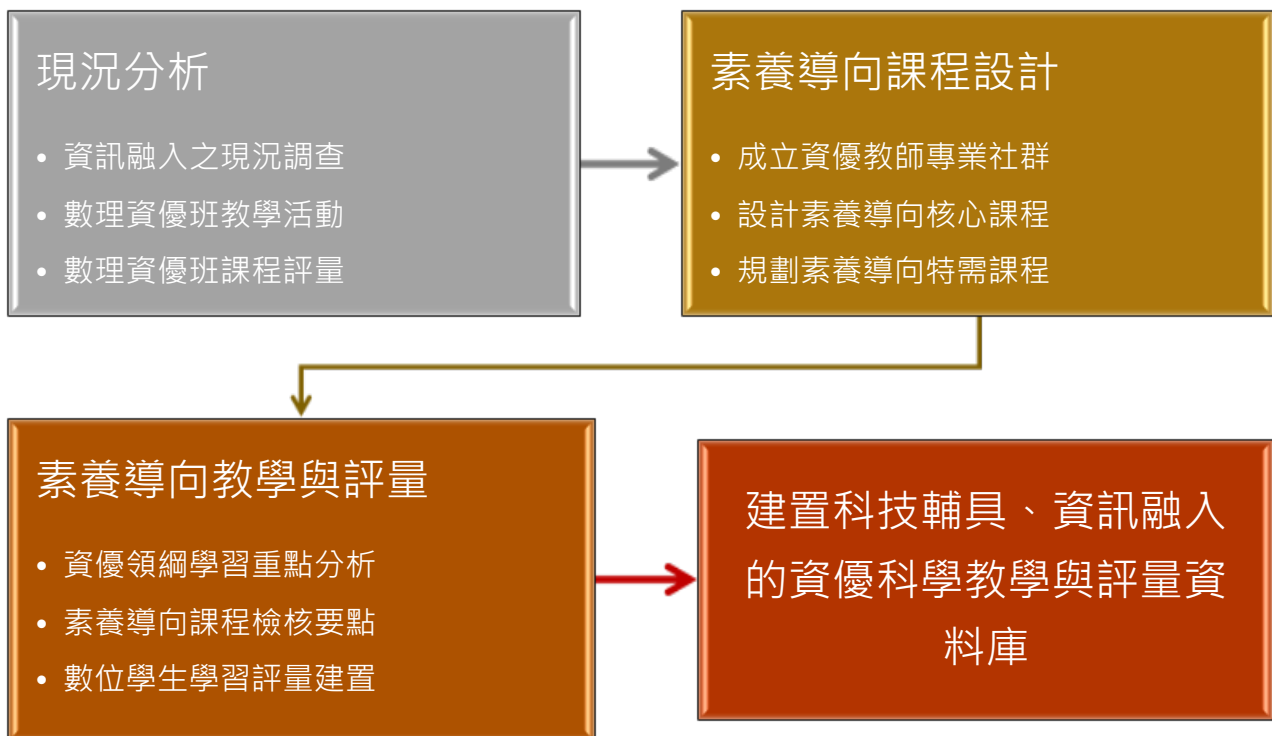 現況分析
• 資訊融入之現況調查
• 數理資優班教學活動
• 數理資優班課程評量
素養導向課程設計
• 成立資優教師專業社群
• 設計素養導向核心課程
• 規劃素養導向特需課程
素養導向教學與評量
• 資優領綱學習重點分析
• 素養導向課程檢核要點
• 數位學生學習評量建置
建置科技輔具、資訊融入
的資優科學教學與評量資
料庫